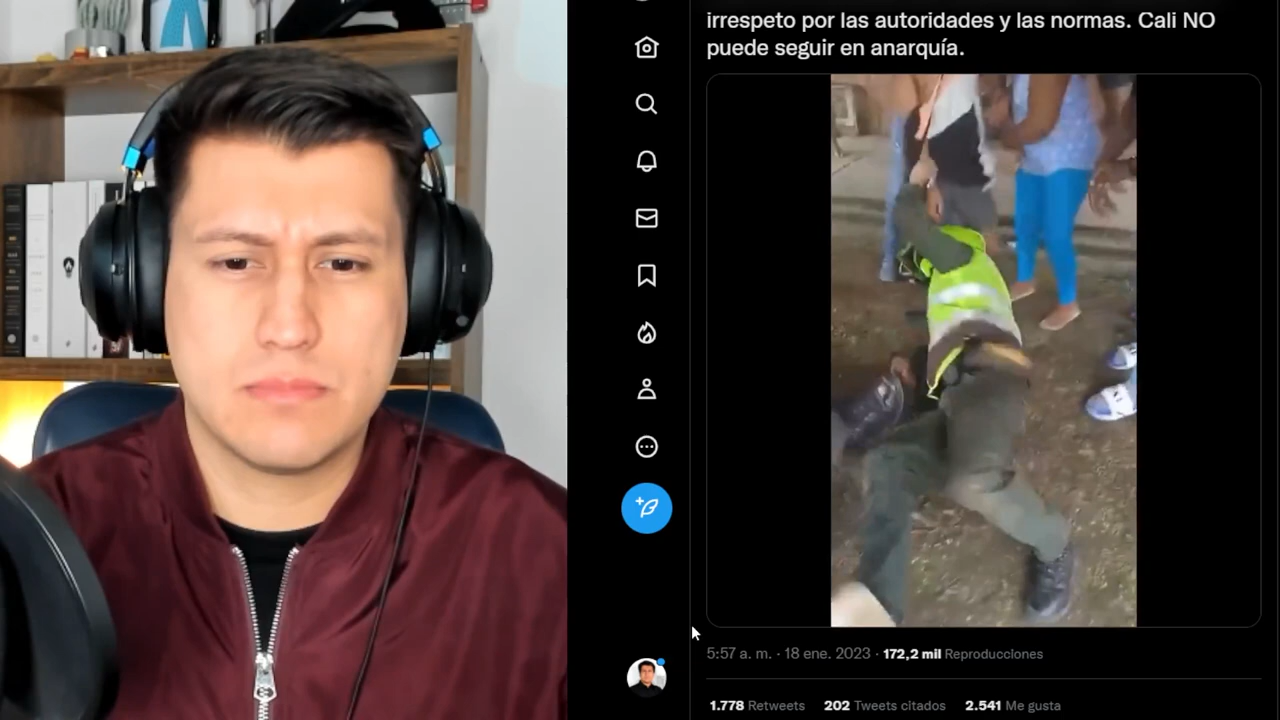 irrespeto por las autoridades y las normas. Cali NO
puede seguir en anarquía.
5:57 a. m. · 18 ene. 2023 · 172,2 mil Reproducciones
1.778 Retweets 202 Tweets citados 2.541 Me gusta